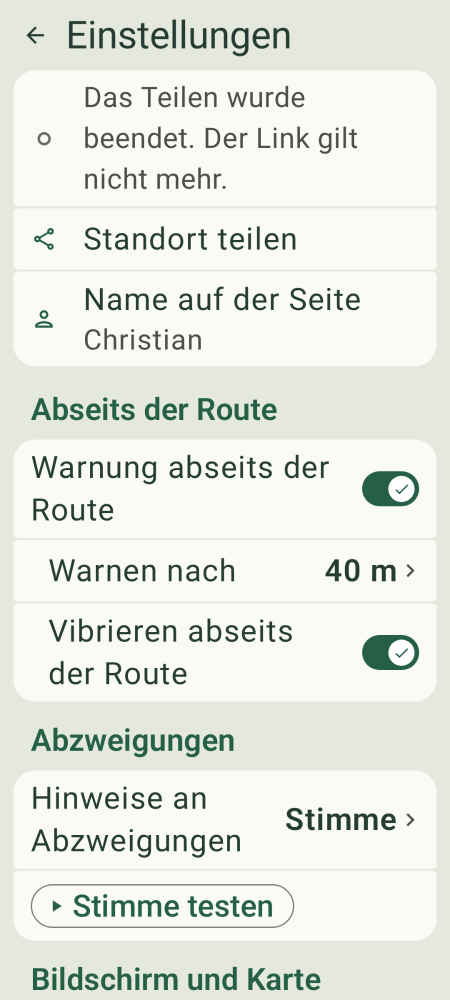 Einstellungen
Das Teilen wurde
beendet. Der Link gilt
nicht mehr.
Standort teilen
Name auf der Seite
Christian
Abseits der Route
Warnung abseits der
Route
Warnen nach 40 m
Vibrieren abseits
der Route
Abzweigungen
Hinweise an
Abzweigungen
Stimme
Stimme testen
Bildschirm und Karte